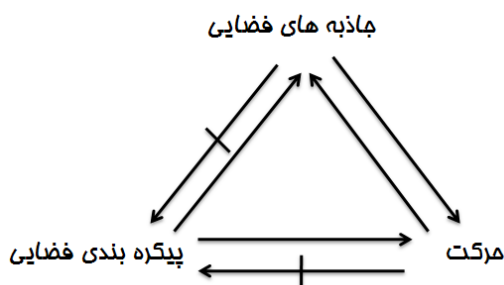 جاذبه های فضایی
پیکره بندی فضایی
حرکت